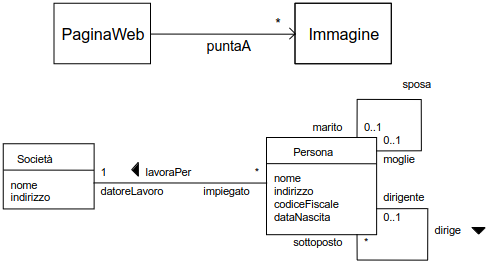 PaginaWeb
*
Immagine
puntaA
sposa
marito
0..1
0..1
moglie
Società
nome
indirizzo
1
lavoraPer
*
datoreLavoro
impiegato
Persona
nome
indirizzo
codiceFiscale
dataNascita
dirigente
0..1
dirige
sottoposto
*